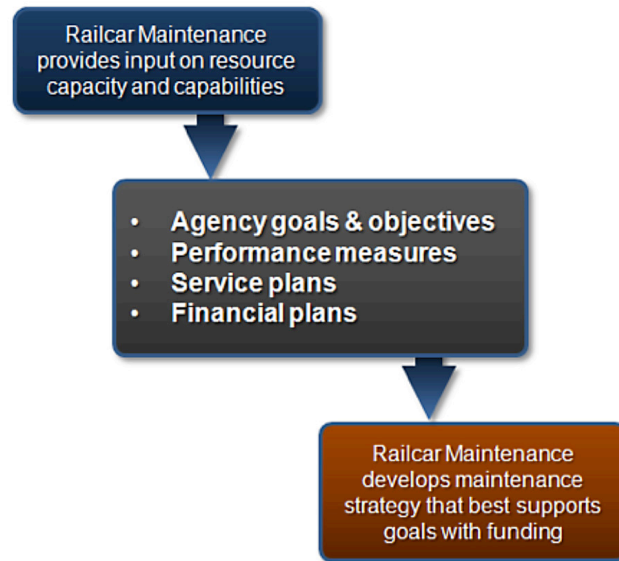 Railcar Maintenance
provides input on resource
capacity and capabilities
• Agency goals & objectives
• Performance measures
• Service plans
• Financial plans
Railcar Maintenance
develops maintenance
strategy that best supports
goals with funding